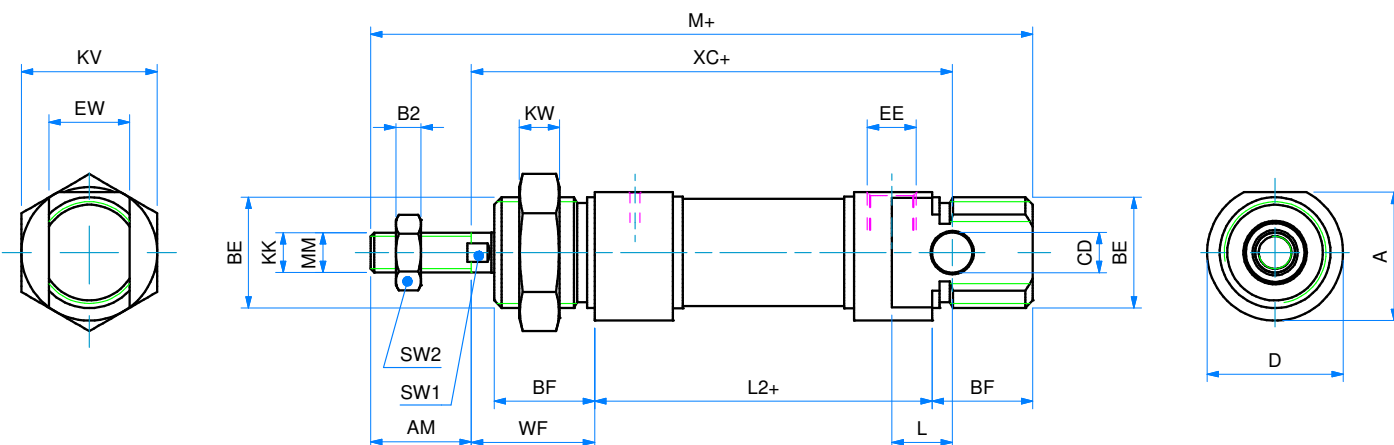 M+
KV
XC+
EW
B2
KW
EE
BE
KK
MM
CD
BE
A
SW2
SW1
D
BF
L2+
BF
AM
WF
L